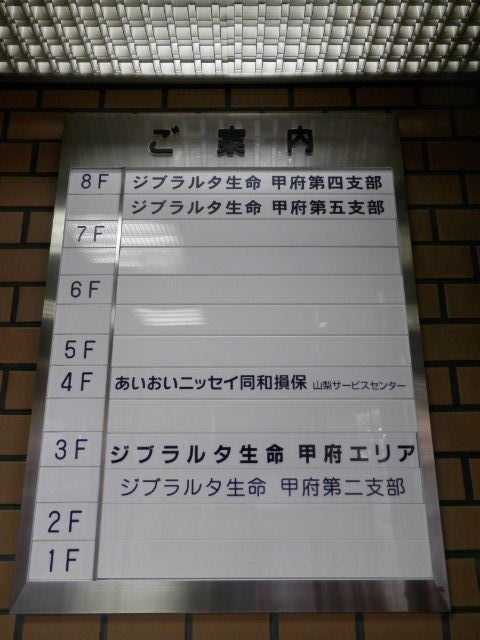 ご案内
8F ジブラルタ生命 甲府第四支部
ジブラルタ生命 甲府第五支部
7F
6F
5F
4F あいおいニッセイ同和損保 山梨サービスセンター
3F ジブラルタ生命 甲府エリア
ジブラルタ生命 甲府第二支部
2F
1F